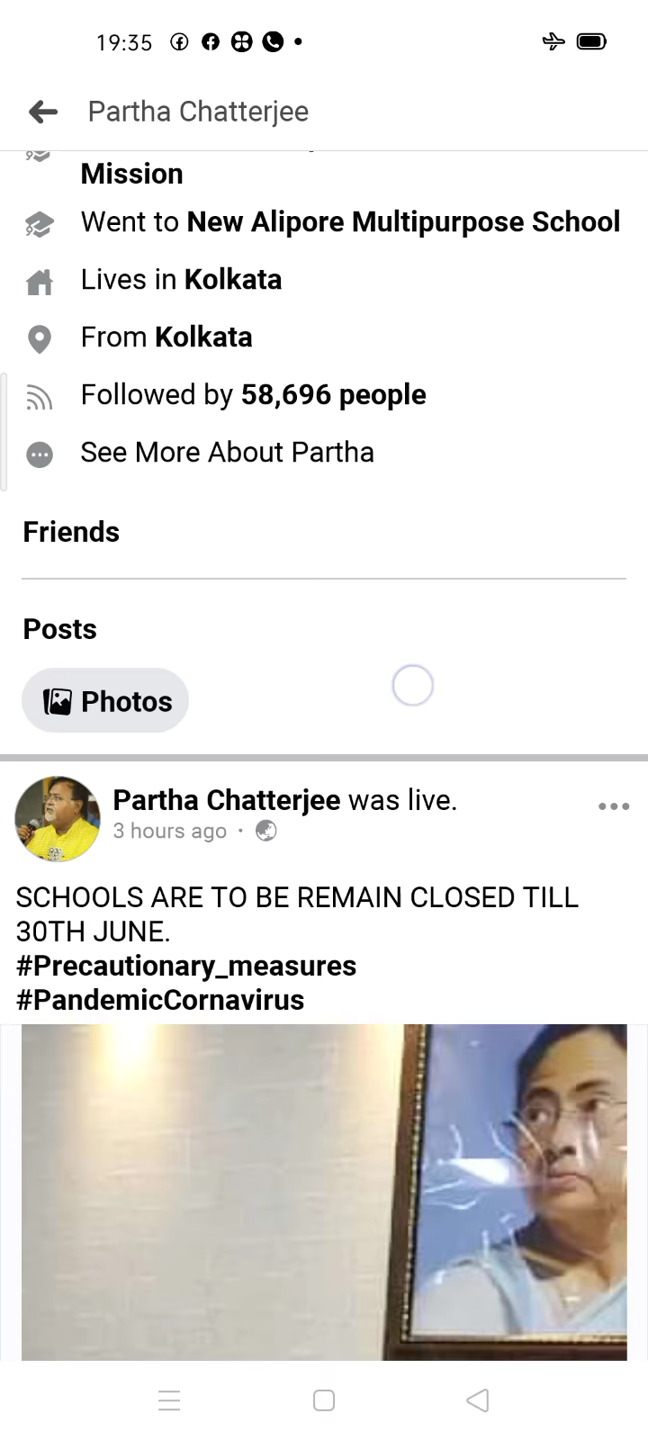 19:35
Partha Chatterjee
Mission
Went to New Alipore Multipurpose School
Lives in Kolkata
From Kolkata
Followed by 58,696 people
See More About Partha
Friends
Posts
Photos
Partha Chatterjee was live.
3 hours ago ·
SCHOOLS ARE TO BE REMAIN CLOSED TILL
30TH JUNE.
#Precautionary_measures
#PandemicCornavirus